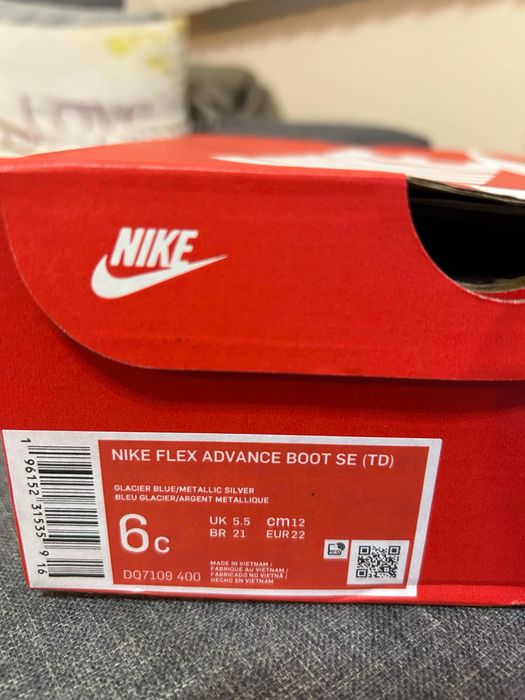 NIKE
NIKE FLEX ADVANCE BOOT SE (TD)
GLACIER BLUE/METALLIC SILVER
BLEU GLACIER/ARGENT METALLIQUE
6c
UK 5.5 cm 12
BR 21 EUR 22
DQ7109 400
MADE IN VIETNAM /
FABRIQUÉ AU VIETNAM /
FABRICADO NO VIETNÃ /
HECHO EN VIETNAM
1 96152 31535 9 16